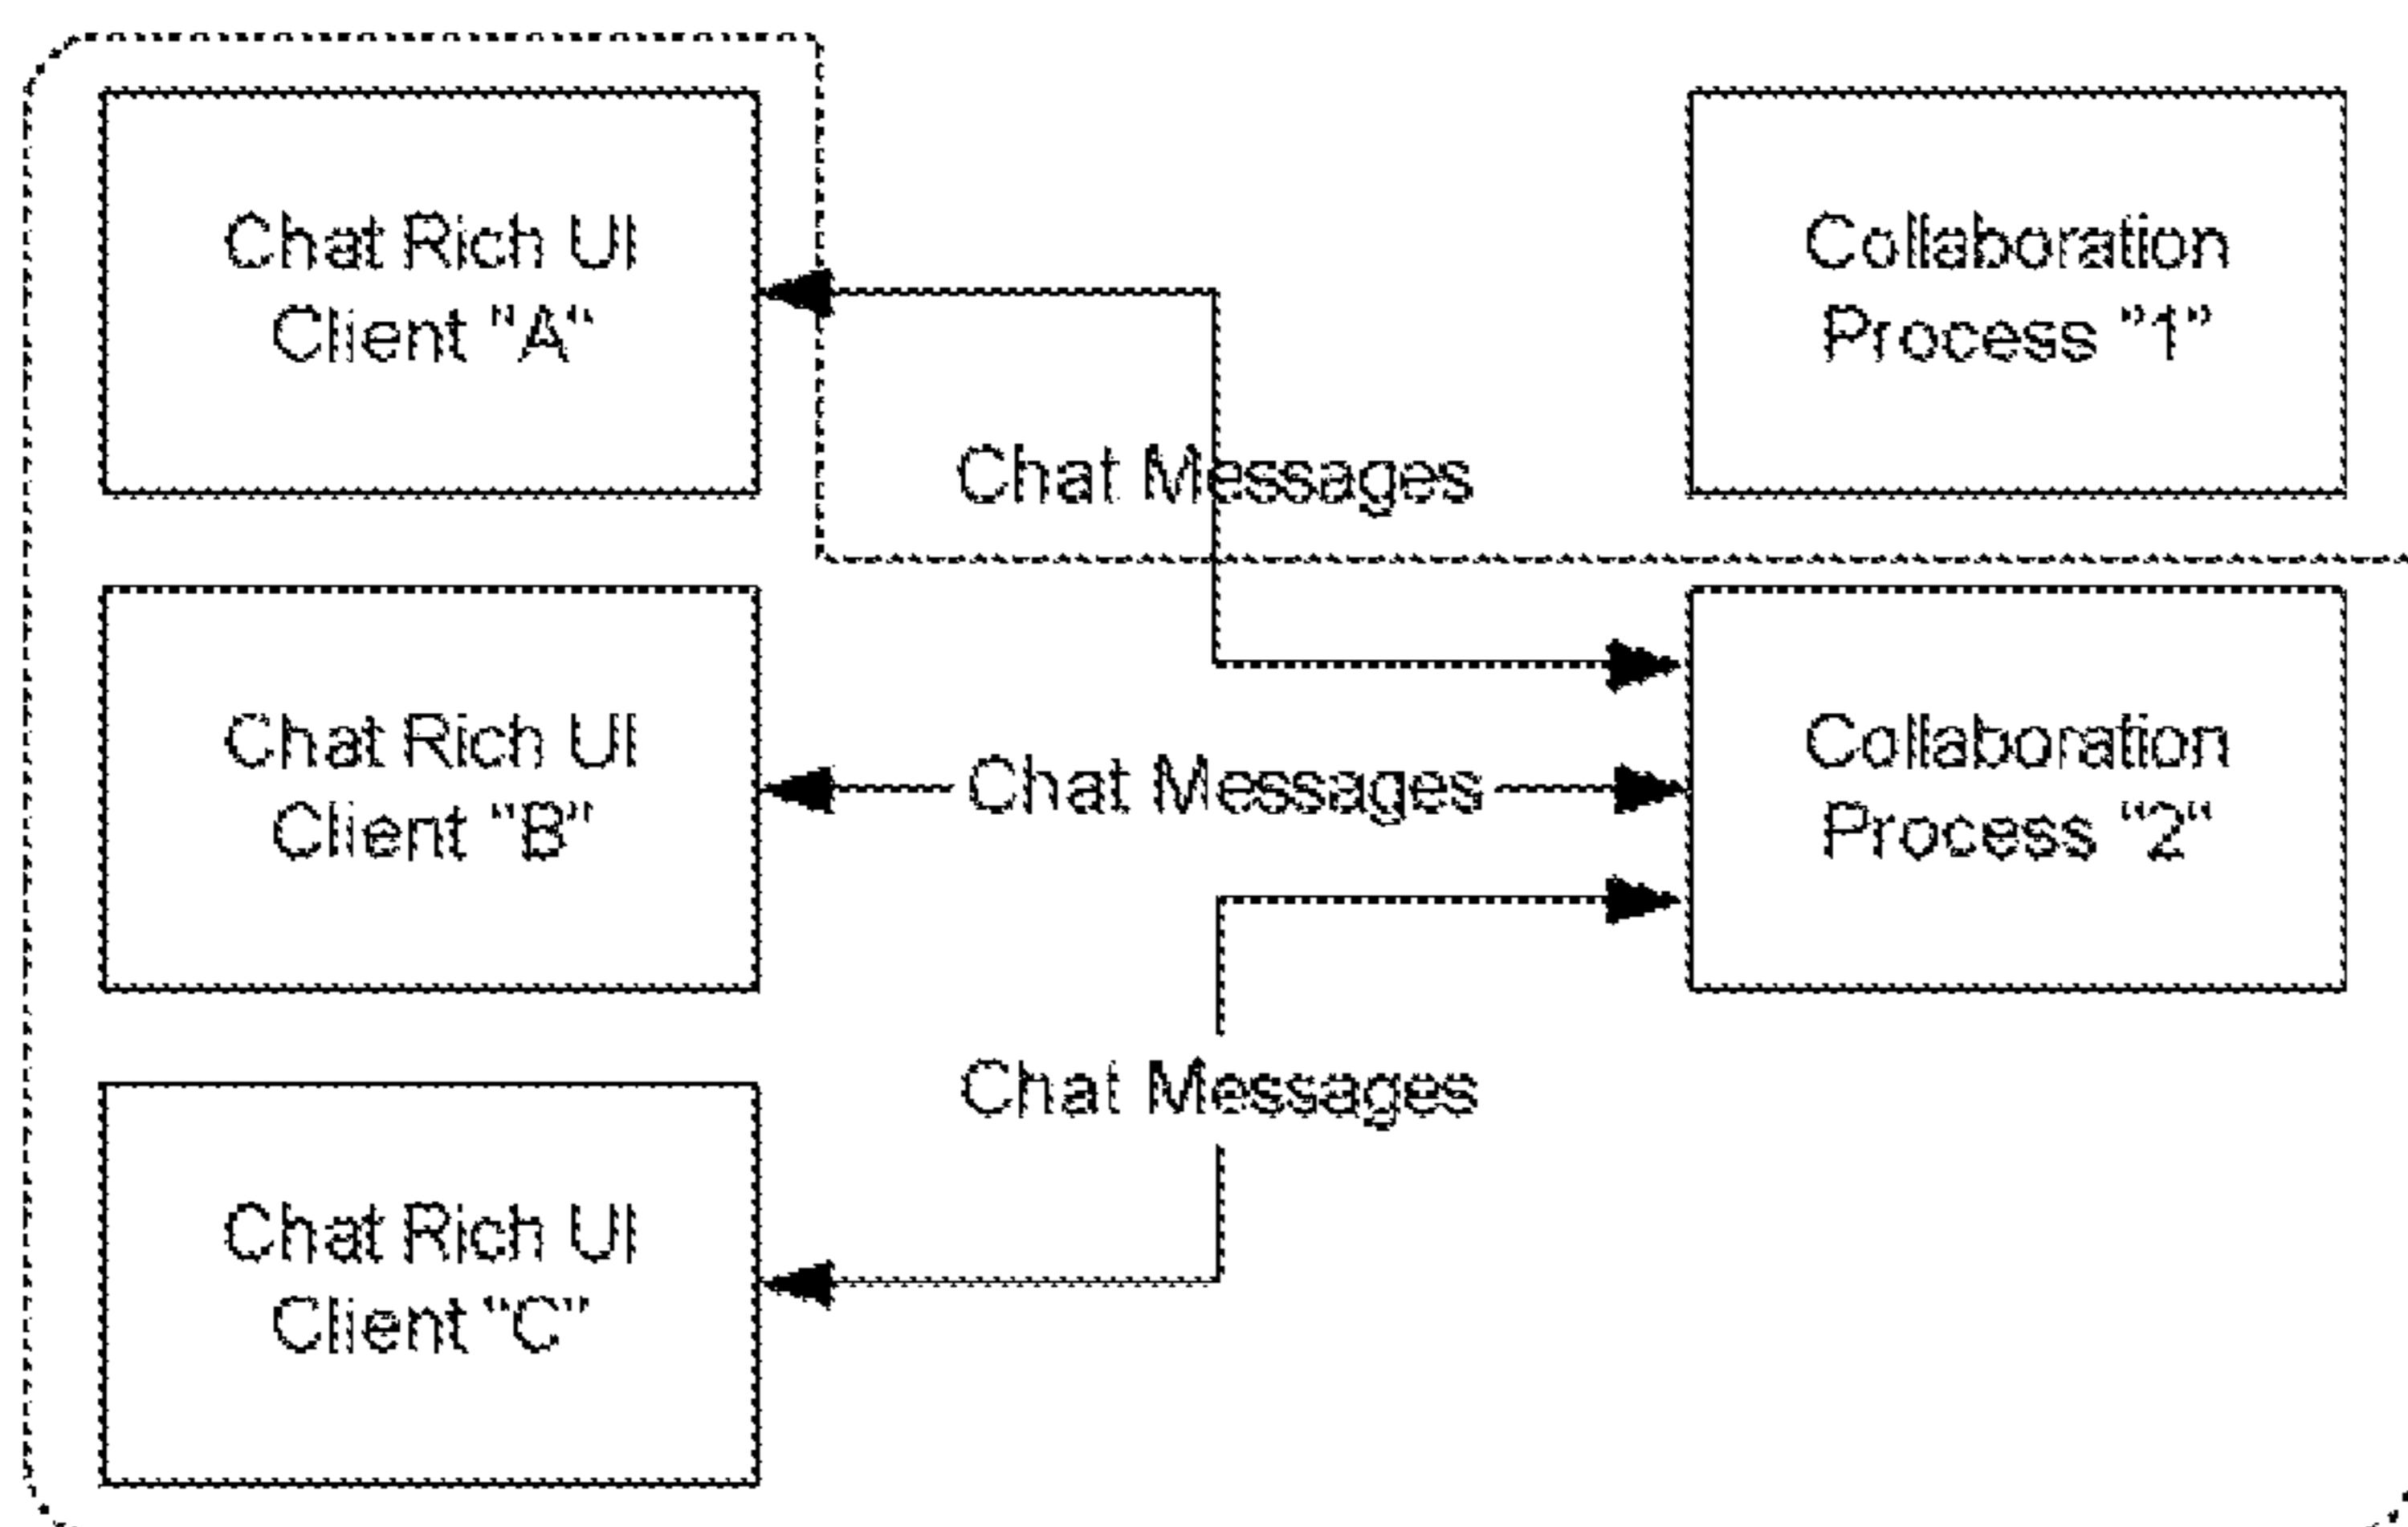 Chat Rich UI
Client "A"
Collaboration
Process "1"
Chat Messages
Chat Rich UI
Client "B"
Chat Messages
Collaboration
Process "2"
Chat Messages
Chat Rich UI
Client "C"